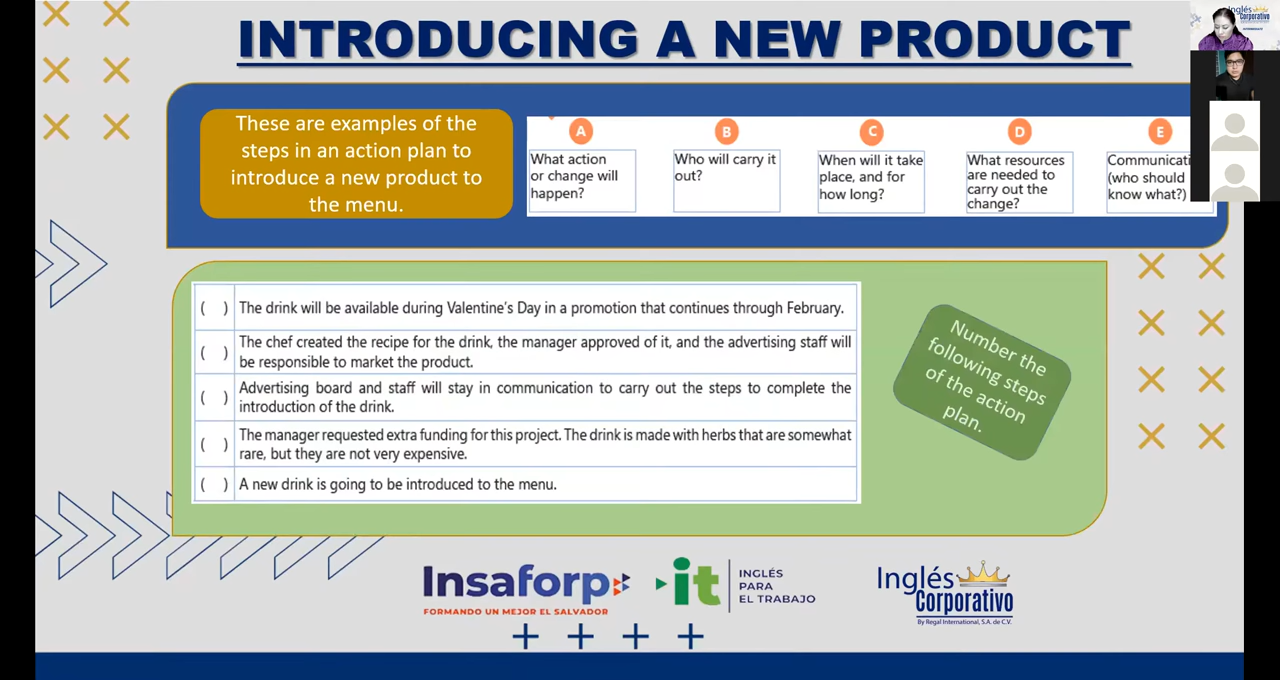 INTRODUCING A NEW PRODUCT
These are examples of the
steps in an action plan to
introduce a new product to
the menu.
A
What action
or change will
happen?
B
Who will carry it
out?
C
When will it take
place, and for
how long?
D
What resources
are needed to
carry out the
change?
E
Communicati
(who should
know what?)
( ) The drink will be available during Valentine's Day in a promotion that continues through February.
( ) The chef created the recipe for the drink, the manager approved of it, and the advertising staff will
be responsible to market the product.
( ) Advertising board and staff will stay in communication to carry out the steps to complete the
introduction of the drink.
( ) The manager requested extra funding for this project. The drink is made with herbs that are somewhat
rare, but they are not very expensive.
( ) A new drink is going to be introduced to the menu.
Number the
following steps
of the action
plan.
Insaforp
FORMANDO UN MEJOR EL SALVADOR
it
INGLÉS
PARA
EL TRABAJO
Inglés
Corporativo
By Regal International, S.A. de C.V.
Inglés
Corporativo